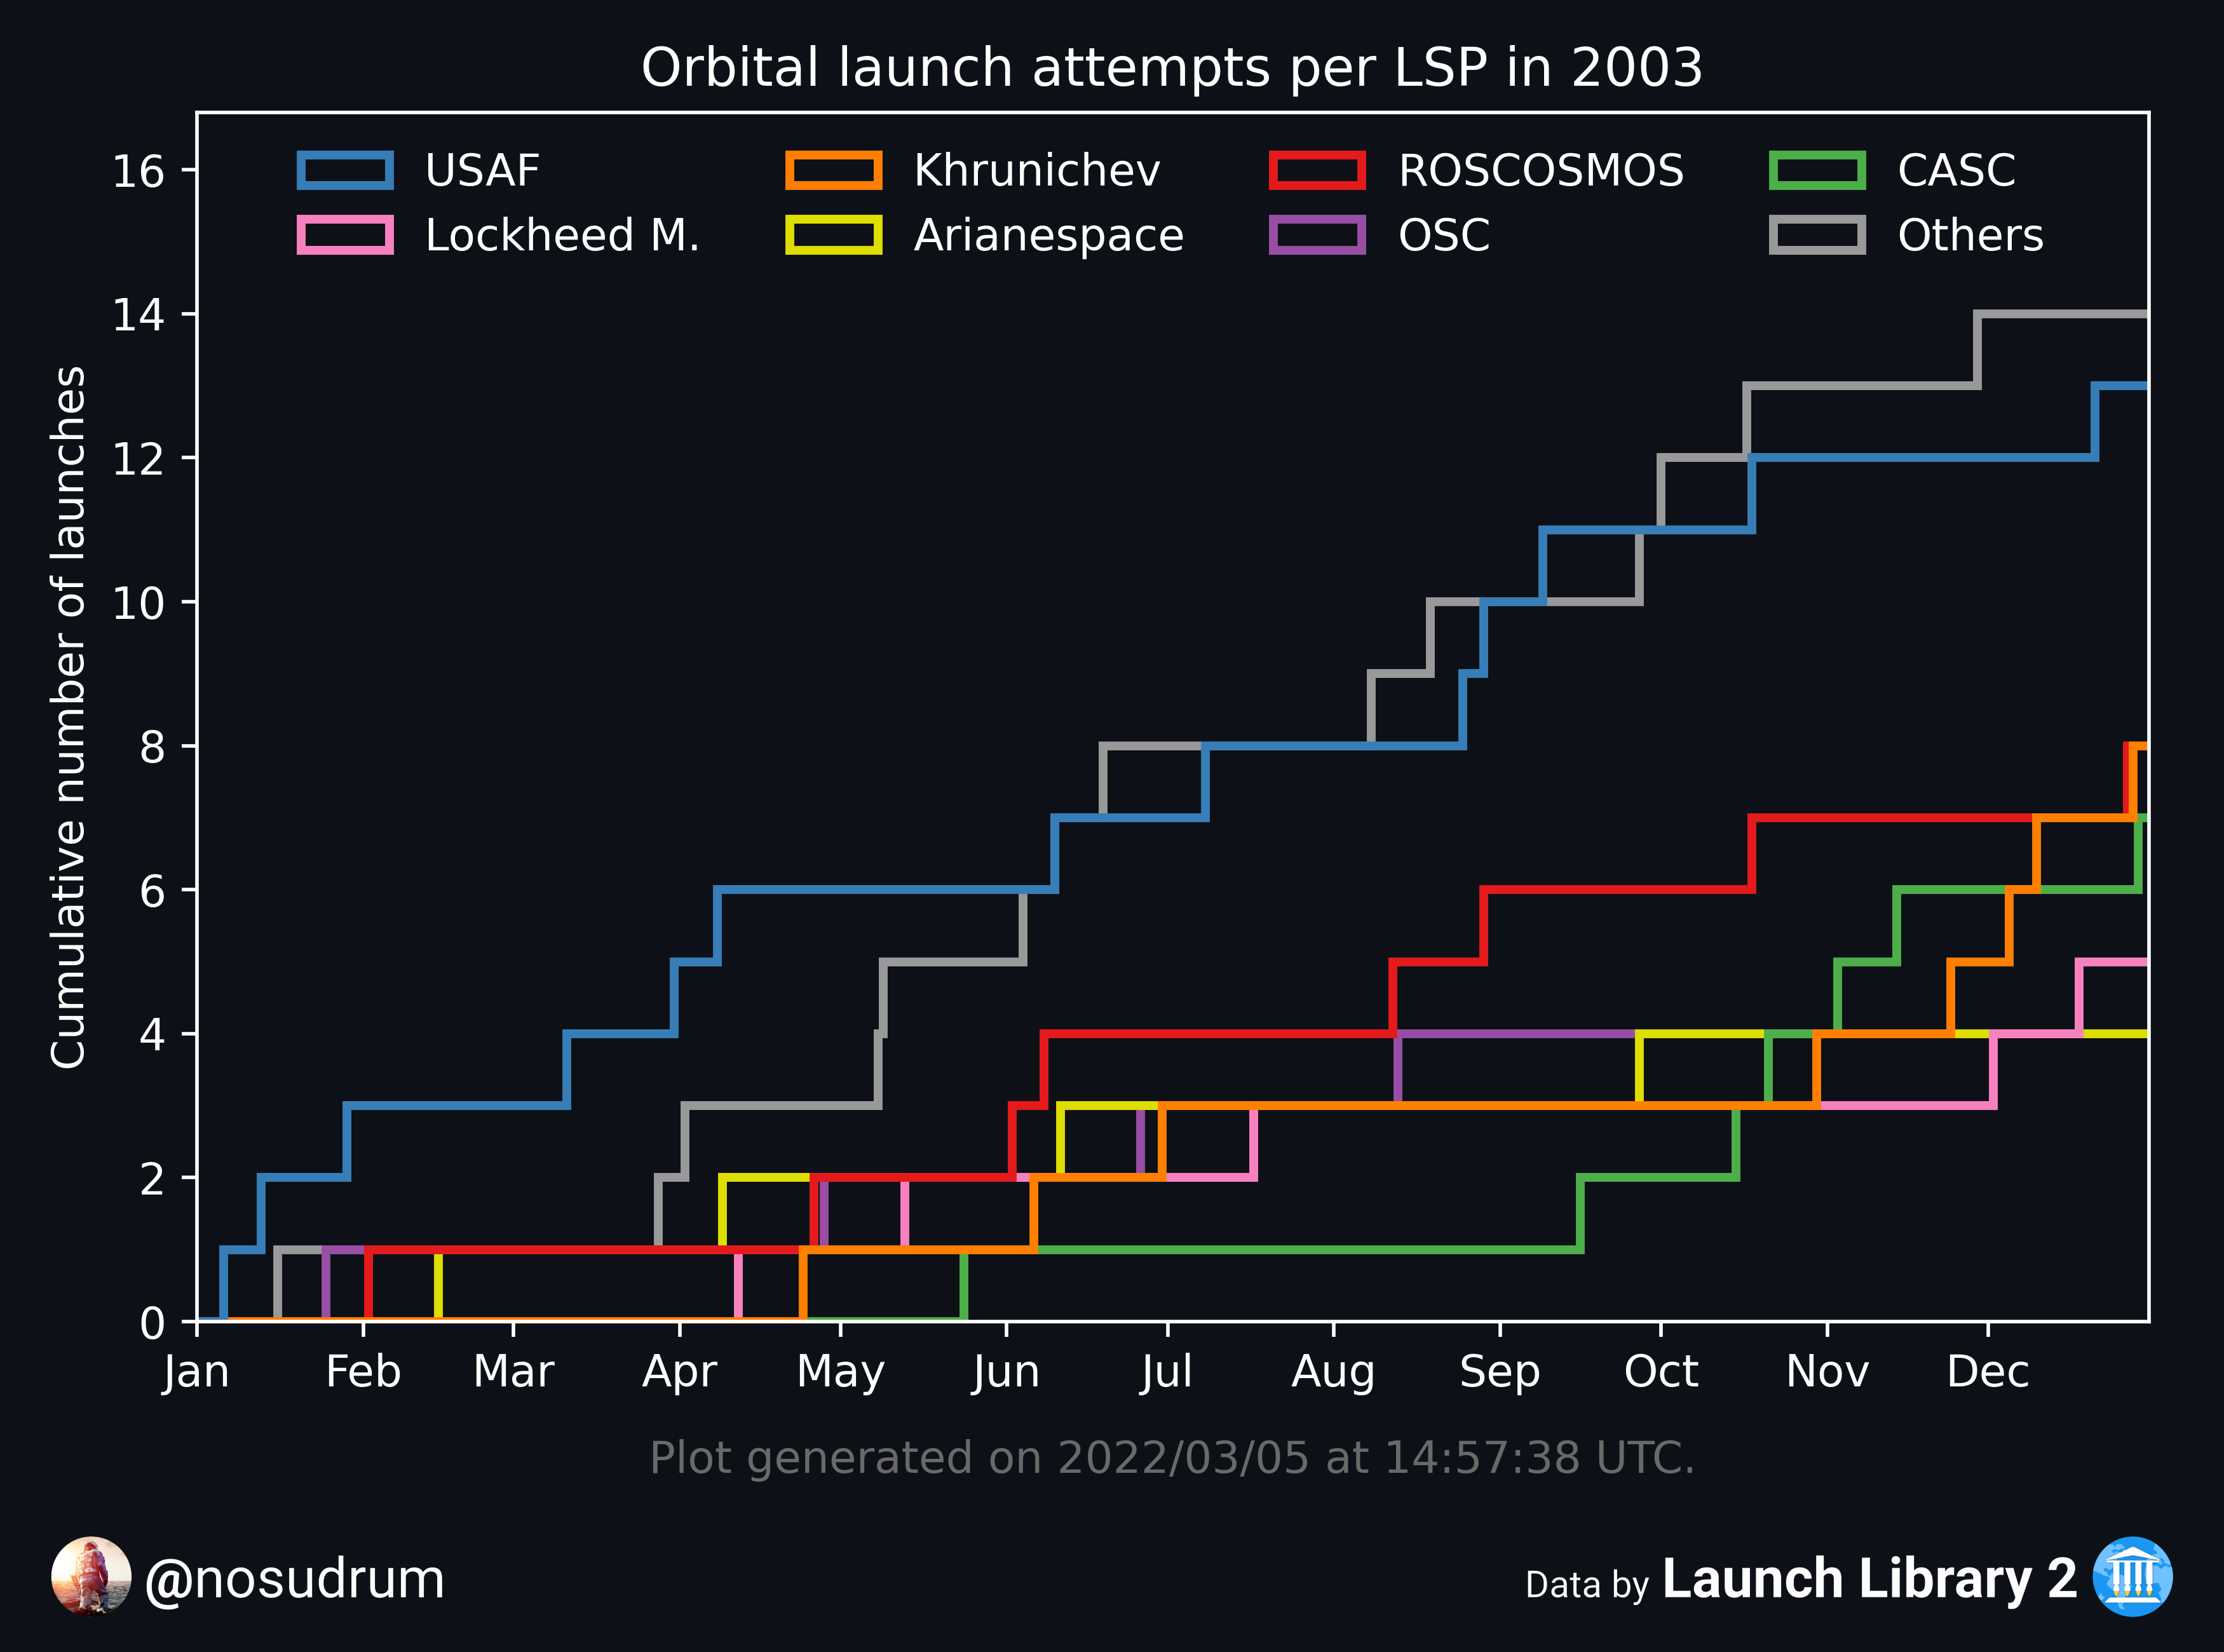 Orbital launch attempts per LSP in 2003
USAF Khrunichev ROSCOSMOS CASC
Lockheed M. Arianespace OSC Others
Cumulative number of launches
16
14
12
10
8
6
4
2
0
Jan Feb Mar Apr May Jun Jul Aug Sep Oct Nov Dec
Plot generated on 2022/03/05 at 14:57:38 UTC.
@nosudrum
Data by Launch Library 2